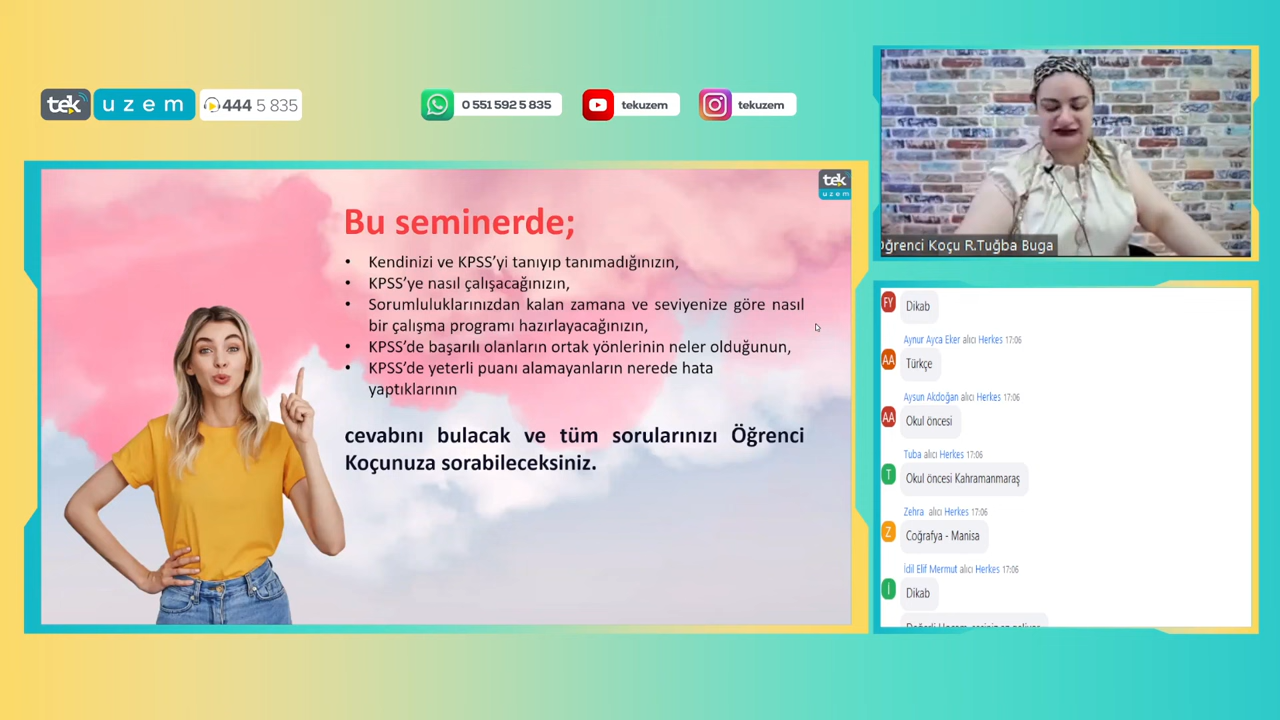 tek uzem 444 5 835
0 551 592 5 835
tekuzem
tekuzem
tek
uzem
Bu seminerde;
• Kendinizi ve KPSS'yi tanıyıp tanımadığınızın,
• KPSS'ye nasıl çalışacağınızın,
• Sorumluluklarınızdan kalan zamana ve seviyenize göre nasıl
bir çalışma programı hazırlayacağınızın,
• KPSS'de başarılı olanların ortak yönlerinin neler olduğunun,
• KPSS'de yeterli puanı alamayanların nerede hata
yaptıklarının
cevabını bulacak ve tüm sorularınızı Öğrenci
Koçunuza sorabileceksiniz.
Öğrenci Koçu R.Tuğba Buga
FY
Dikab
Aynur Ayca Eker alıcı Herkes 17:06
AA
Türkçe
Aysun Akdoğan alıcı Herkes 17:06
AA
Okul öncesi
Tuba alıcı Herkes 17:06
T
Okul öncesi Kahramanmaraş
Zehra alıcı Herkes 17:06
Z
Coğrafya - Manisa
İdil Elif Mermut alıcı Herkes 17:06
İ
Dikab